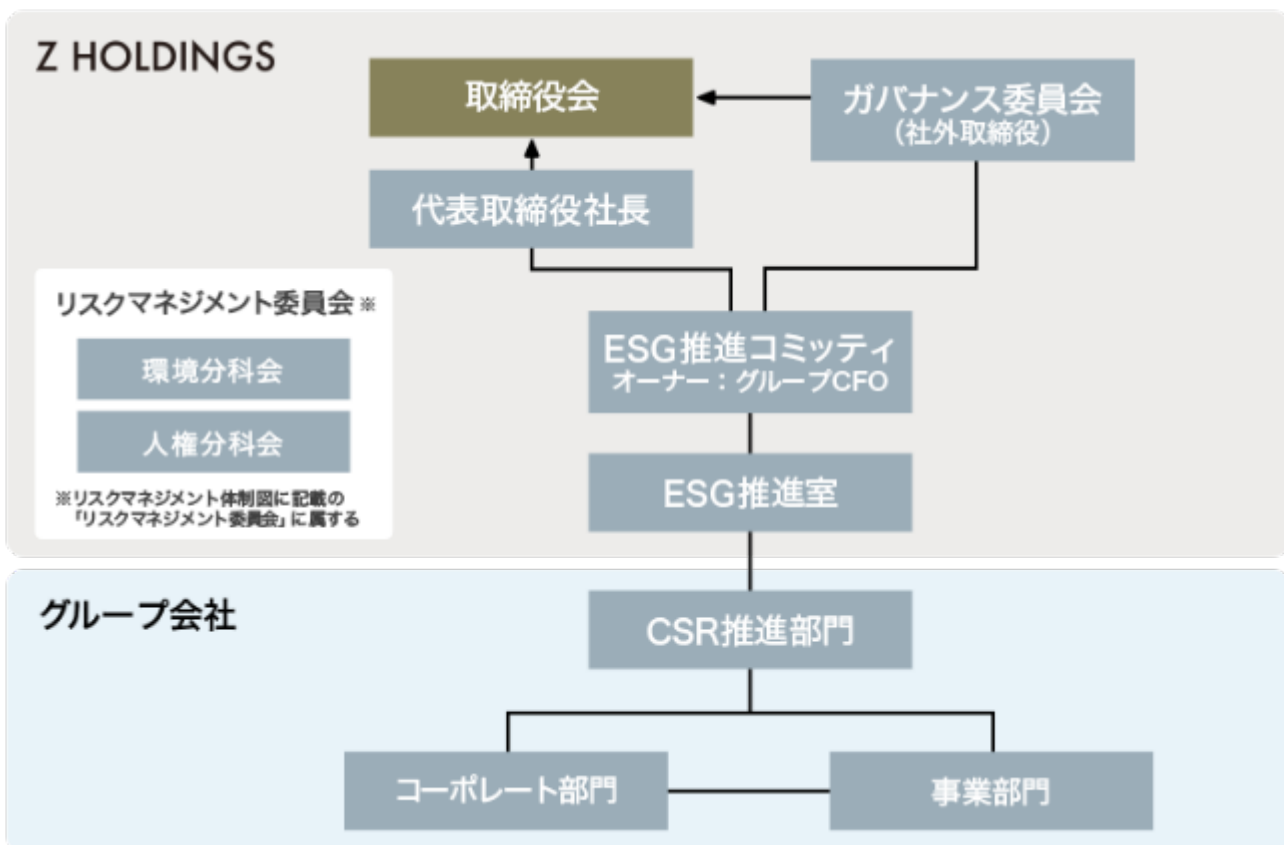 Z HOLDINGS
取締役会
ガバナンス委員会
(社外取締役)
代表取締役社長
リスクマネジメント委員会※
環境分科会
人権分科会
※リスクマネジメント体制図に記載の
「リスクマネジメント委員会」に属する
ESG推進コミッティ
オーナー：グループCFO
ESG推進室
グループ会社
CSR推進部門
コーポレート部門
事業部門